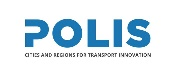 POLIS
CITIES AND REGIONS FOR TRANSPORT INNOVATION